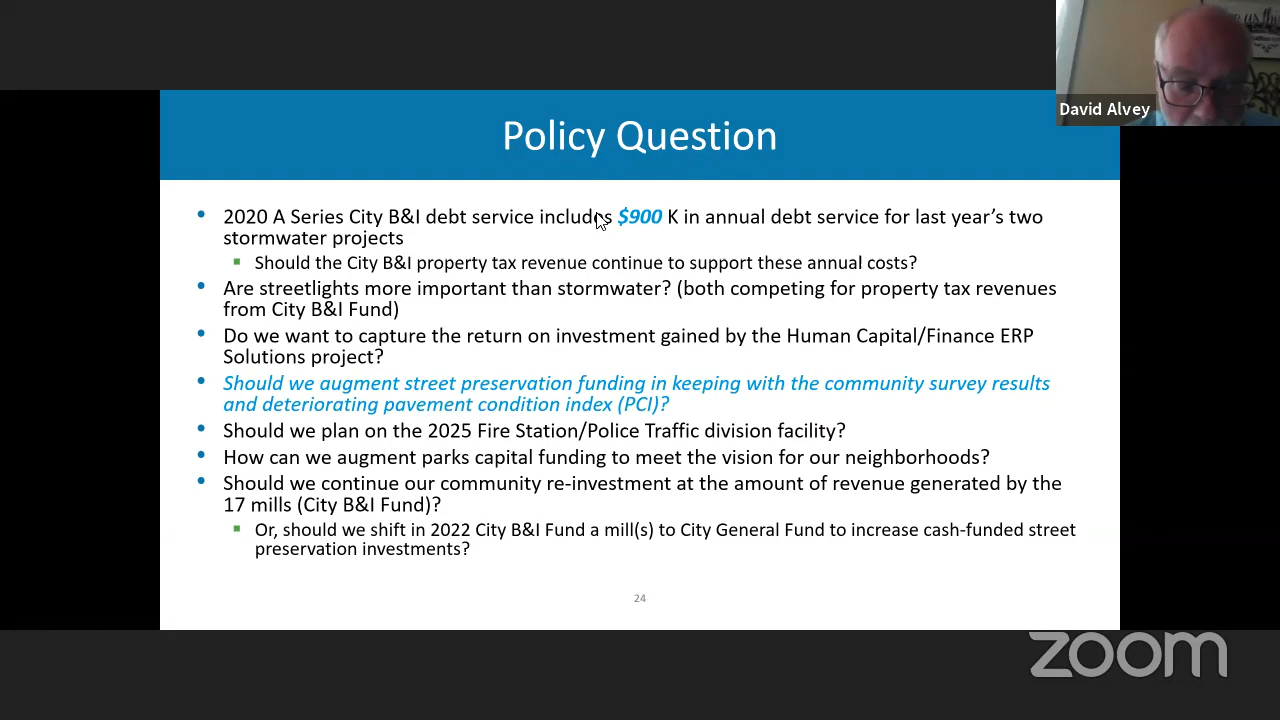 David Alvey
Policy Question
• 2020 A Series City B&I debt service includes $900 K in annual debt service for last year’s two
stormwater projects
▪ Should the City B&I property tax revenue continue to support these annual costs?
• Are streetlights more important than stormwater? (both competing for property tax revenues
from City B&I Fund)
• Do we want to capture the return on investment gained by the Human Capital/Finance ERP
Solutions project?
• Should we augment street preservation funding in keeping with the community survey results
and deteriorating pavement condition index (PCI)?
• Should we plan on the 2025 Fire Station/Police Traffic division facility?
• How can we augment parks capital funding to meet the vision for our neighborhoods?
• Should we continue our community re-investment at the amount of revenue generated by the
17 mills (City B&I Fund)?
▪ Or, should we shift in 2022 City B&I Fund a mill(s) to City General Fund to increase cash-funded street
preservation investments?
24
zoom